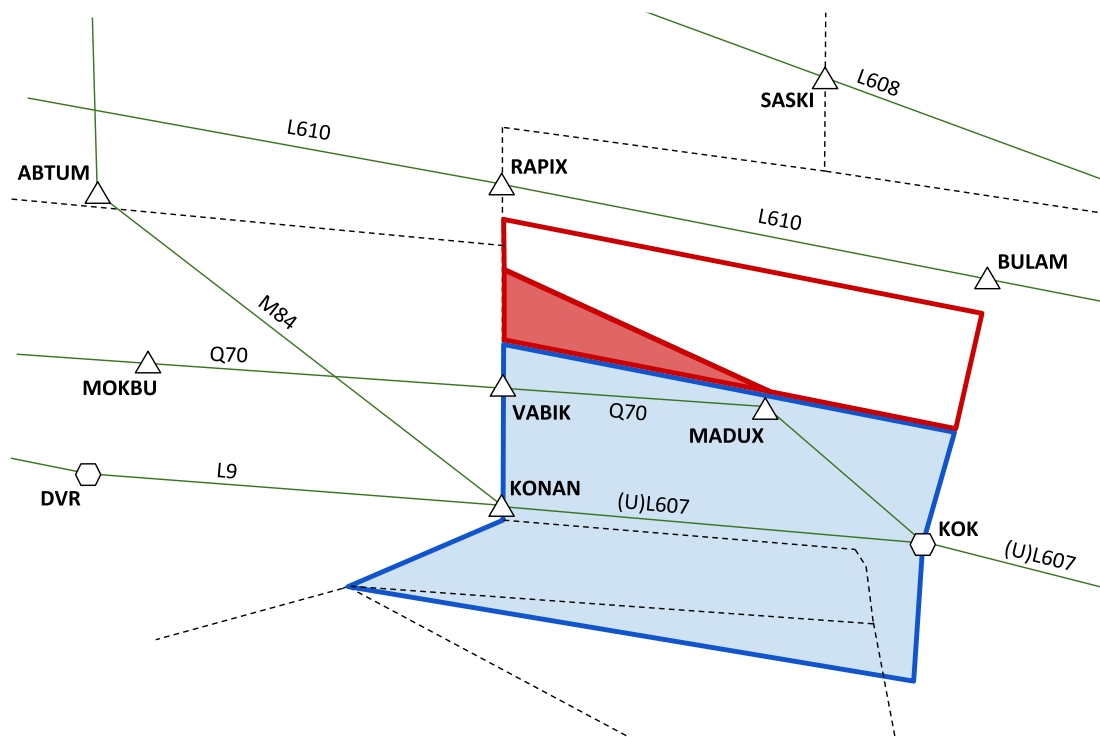 L608
SASKI
L610
ABTUM
RAPIX
L610
BULAM
M84
Q70
MOKBU
Q70
VABIK
MADUX
L9
DVR
KONAN
(U)L607
KOK
(U)L607